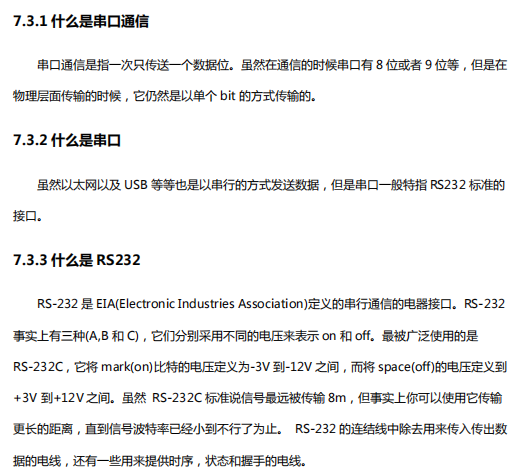 7.3.1 什么是串口通信
串口通信是指一次只传送一个数据位。虽然在通信的时候串口有 8 位或者 9 位等，但是在
物理层面传输的时候，它仍然是以单个 bit 的方式传输的。
7.3.2 什么是串口
虽然以太网以及 USB 等等也是以串行的方式发送数据，但是串口一般特指 RS232 标准的
接口。
7.3.3 什么是 RS232
RS-232 是 EIA(Electronic Industries Association)定义的串行通信的电器接口。RS-232
事实上有三种(A,B 和 C)，它们分别采用不同的电压来表示 on 和 off。最被广泛使用的是
RS-232C，它将 mark(on)比特的电压定义为-3V 到-12V 之间，而将 space(off)的电压定义到
+3V 到+12V 之间。虽然 RS-232C 标准说信号最远被传输 8m，但事实上你可以使用它传输
更长的距离，直到信号波特率已经小到不行了为止。 RS-232 的连结线中除去用来传入传出数
据的电线，还有一些用来提供时序，状态和握手的电线。